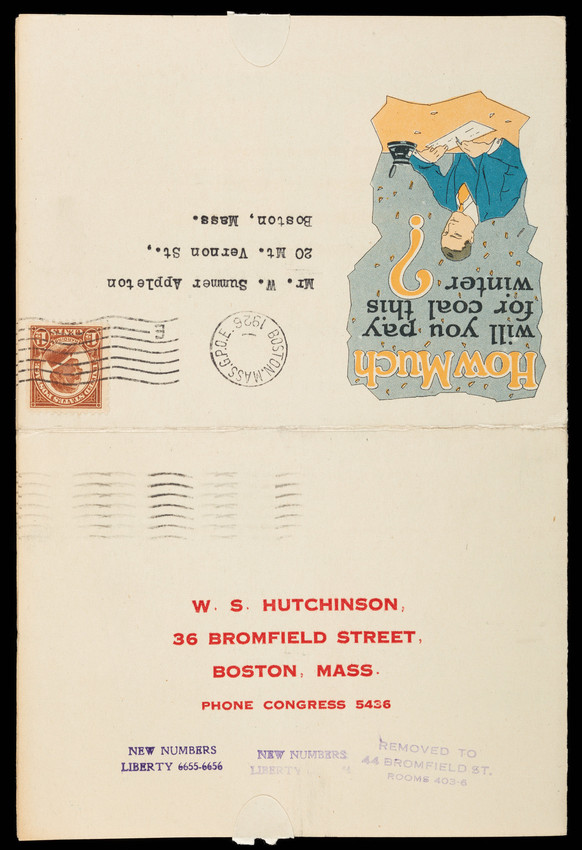 How Much
will you pay
for coal this
winter
?
BOSTON, MASS. G.P.O.E.
1926
E
Mr. W. Sumner Appleton
20 Mt. Vernon St.,
Boston, Mass.
W. S. HUTCHINSON,
36 BROMFIELD STREET,
BOSTON, MASS.
PHONE CONGRESS 5436
NEW NUMBERS
LIBERTY 6655-6656
NEW NUMBERS
LIBERTY
REMOVED TO
44 BROMFIELD ST.
ROOMS 403-6